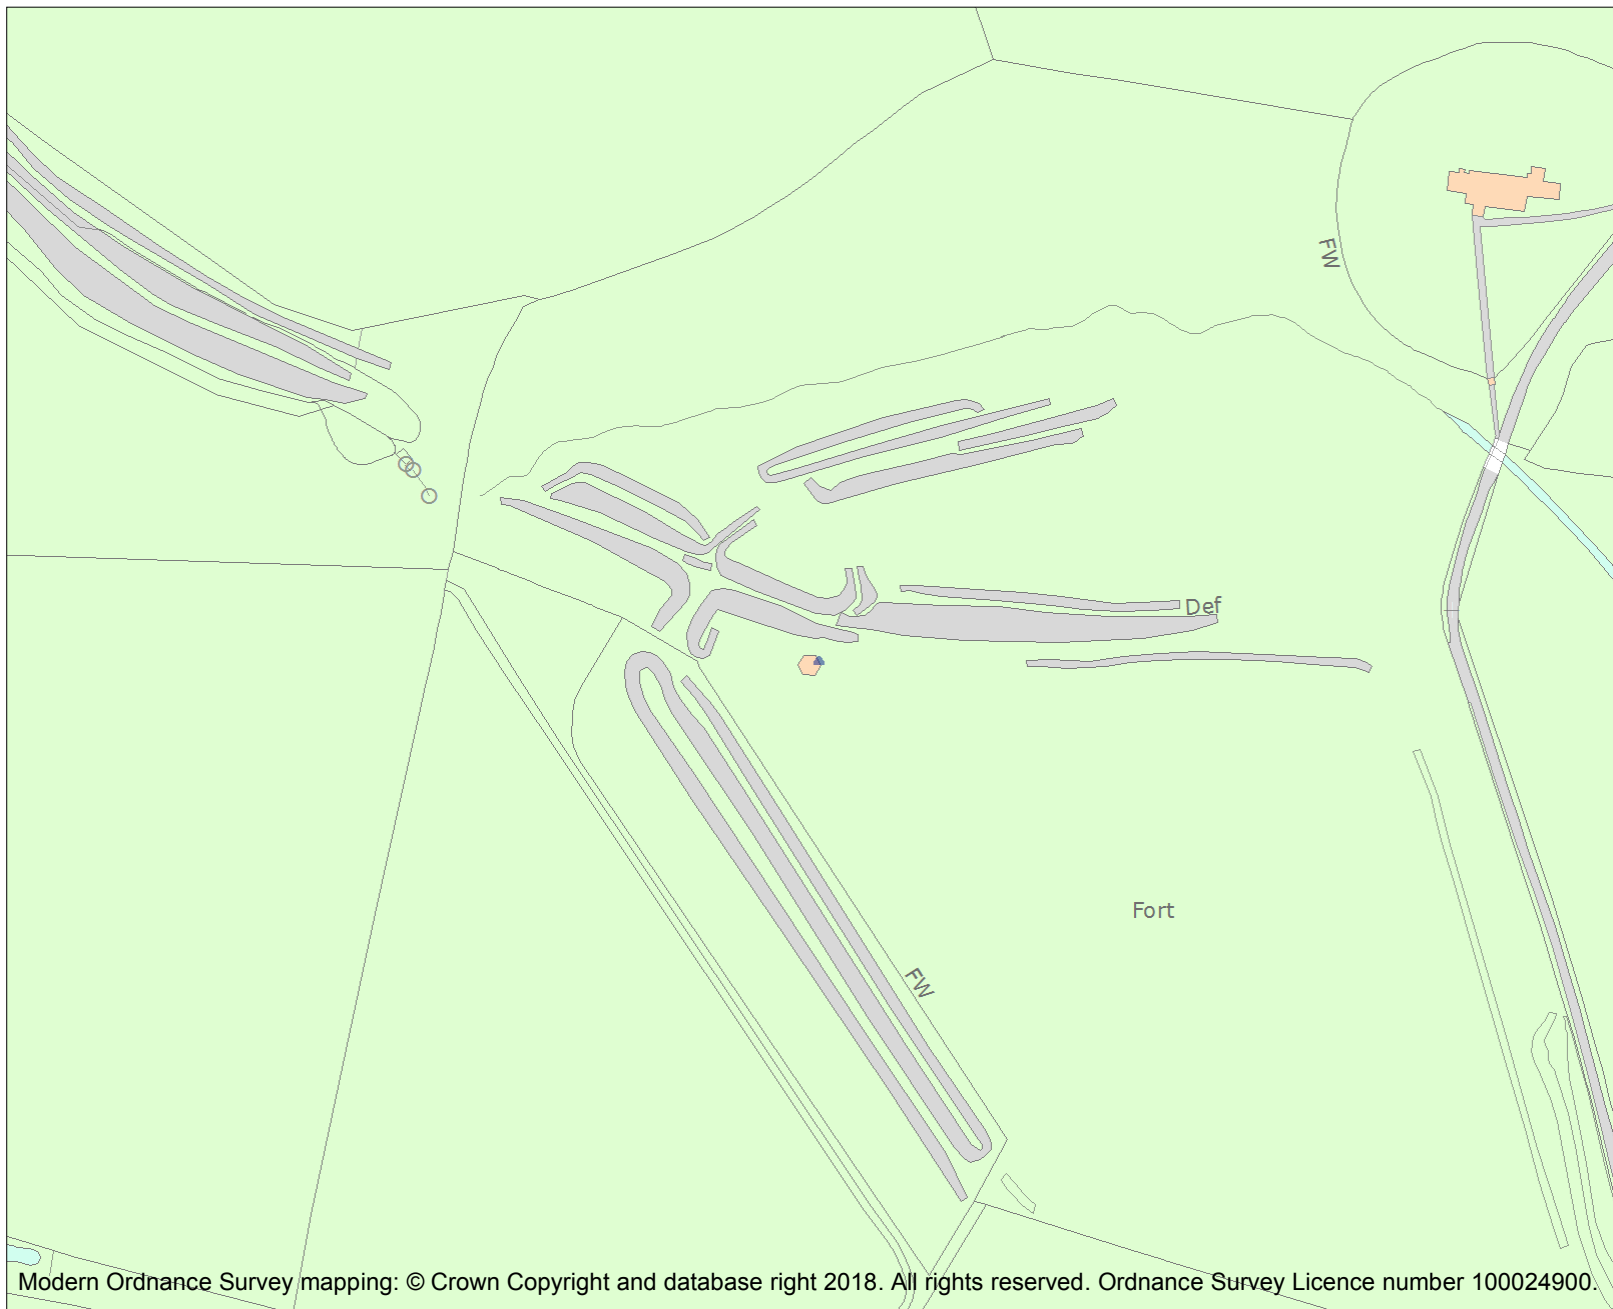 FW
Def
Fort
FW
Modern Ordnance Survey mapping: © Crown Copyright and database right 2018. All rights reserved. Ordnance Survey Licence number 100024900.